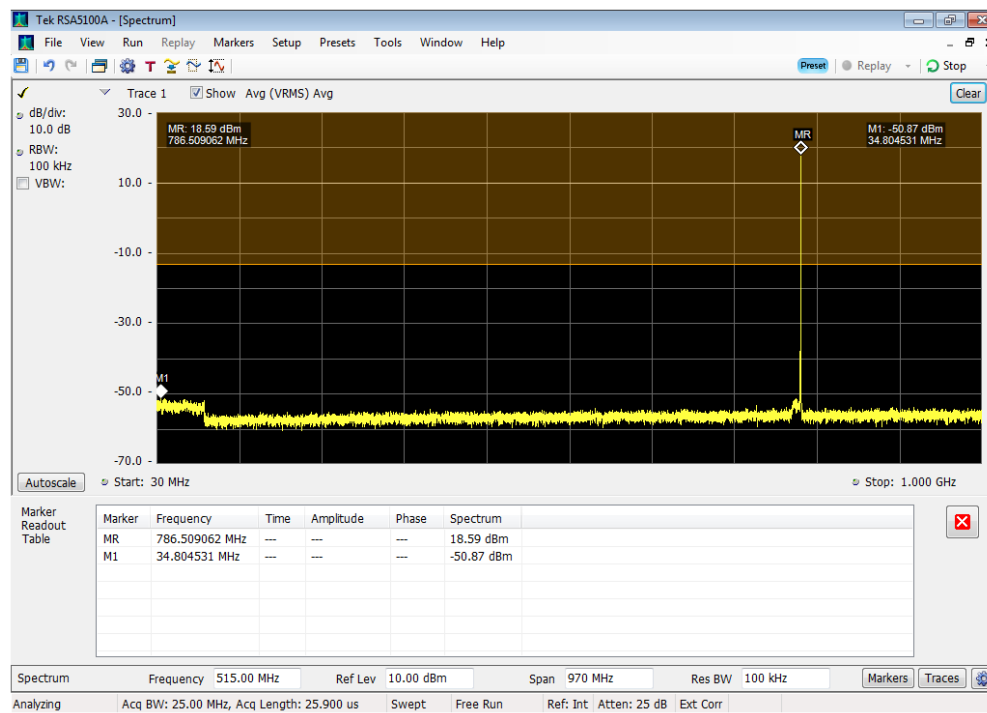 Tek RSA5100A - [Spectrum]
File View Run Replay Markers Setup Presets Tools Window Help
T Preset Replay Stop
Trace 1 Show Avg (VRMS) Avg Clear
dB/div:
10.0 dB
RBW:
100 kHz
VBW:
30.0
10.0
-10.0
-30.0
-50.0
-70.0
MR: 18.59 dBm
786.509062 MHz
MR
M1: -50.87 dBm
34.804531 MHz
M1
Autoscale Start: 30 MHz Stop: 1.000 GHz
Marker
Readout
Table
Marker Frequency Time Amplitude Phase Spectrum
MR 786.509062 MHz --- --- --- 18.59 dBm
M1 34.804531 MHz --- --- --- -50.87 dBm
Spectrum Frequency 515.00 MHz Ref Lev 10.00 dBm Span 970 MHz Res BW 100 kHz Markers Traces
Analyzing Acq BW: 25.00 MHz, Acq Length: 25.900 us Swept Free Run Ref: Int Atten: 25 dB Ext Corr